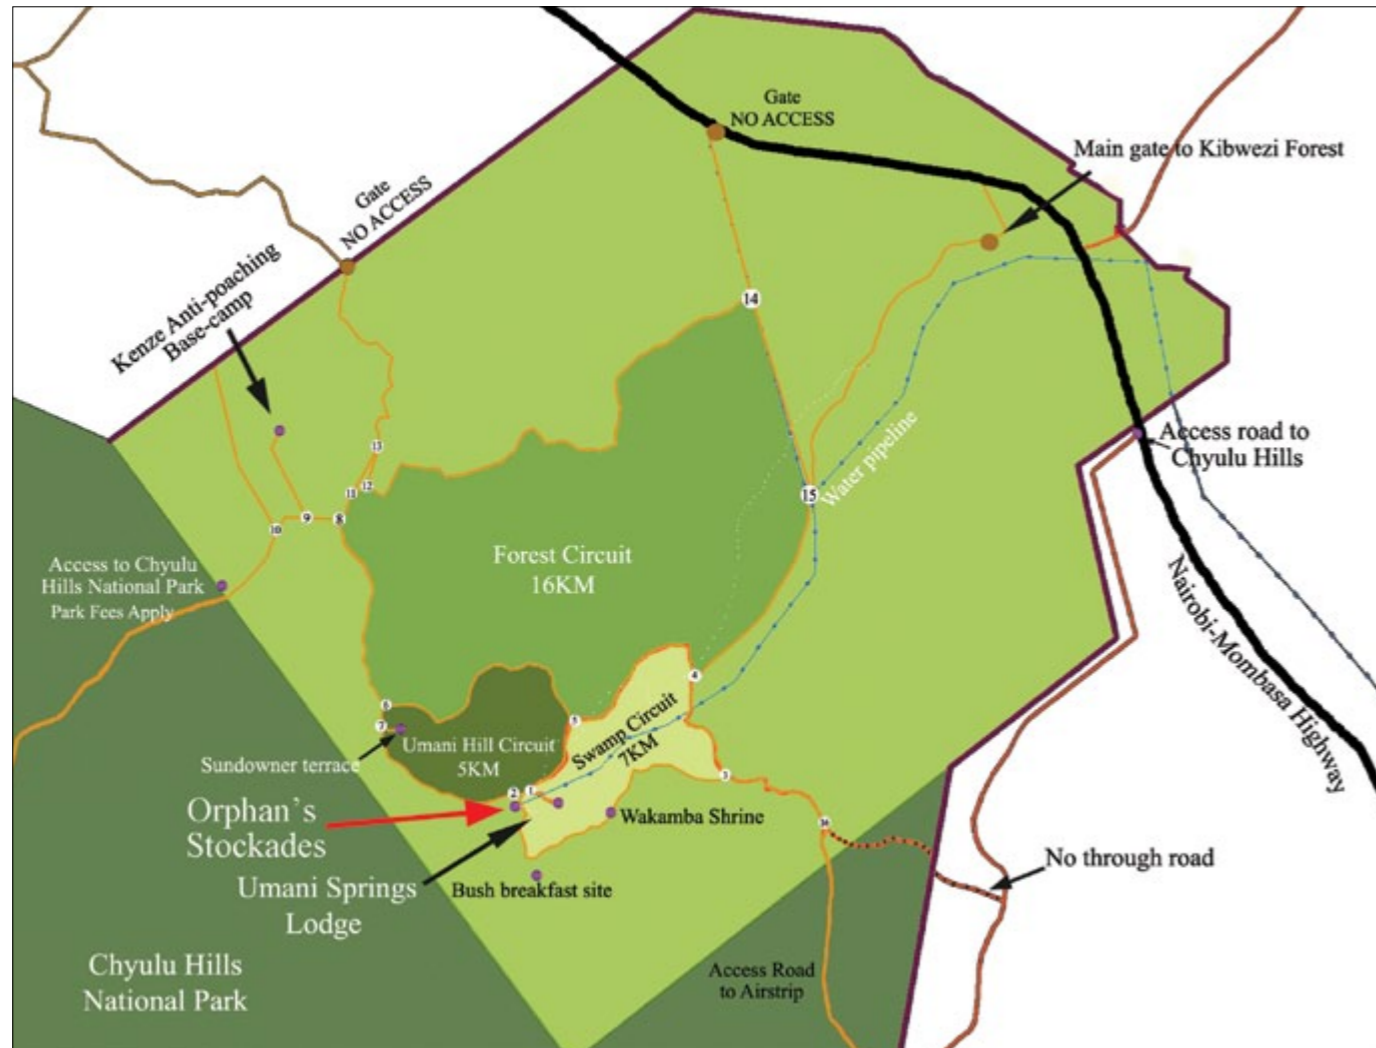 Gate
NO ACCESS
Main gate to Kibwezi Forest
Gate
NO ACCESS
Kenze Anti-poaching
Base-camp
14
13
12
11
10
9
8
15
Water pipeline
Access road to
Chyulu Hills
Forest Circuit
16KM
Access to Chyulu
Hills National Park
Park Fees Apply
Nairobi-Mombasa Highway
4
6
5
7
Swamp Circuit
7KM
Umani Hill Circuit
5KM
Sundowner terrace
3
2
1
Orphan's
Stockades
Wakamba Shrine
16
No through road
Umani Springs
Lodge
Bush breakfast site
Chyulu Hills
National Park
Access Road
to Airstrip